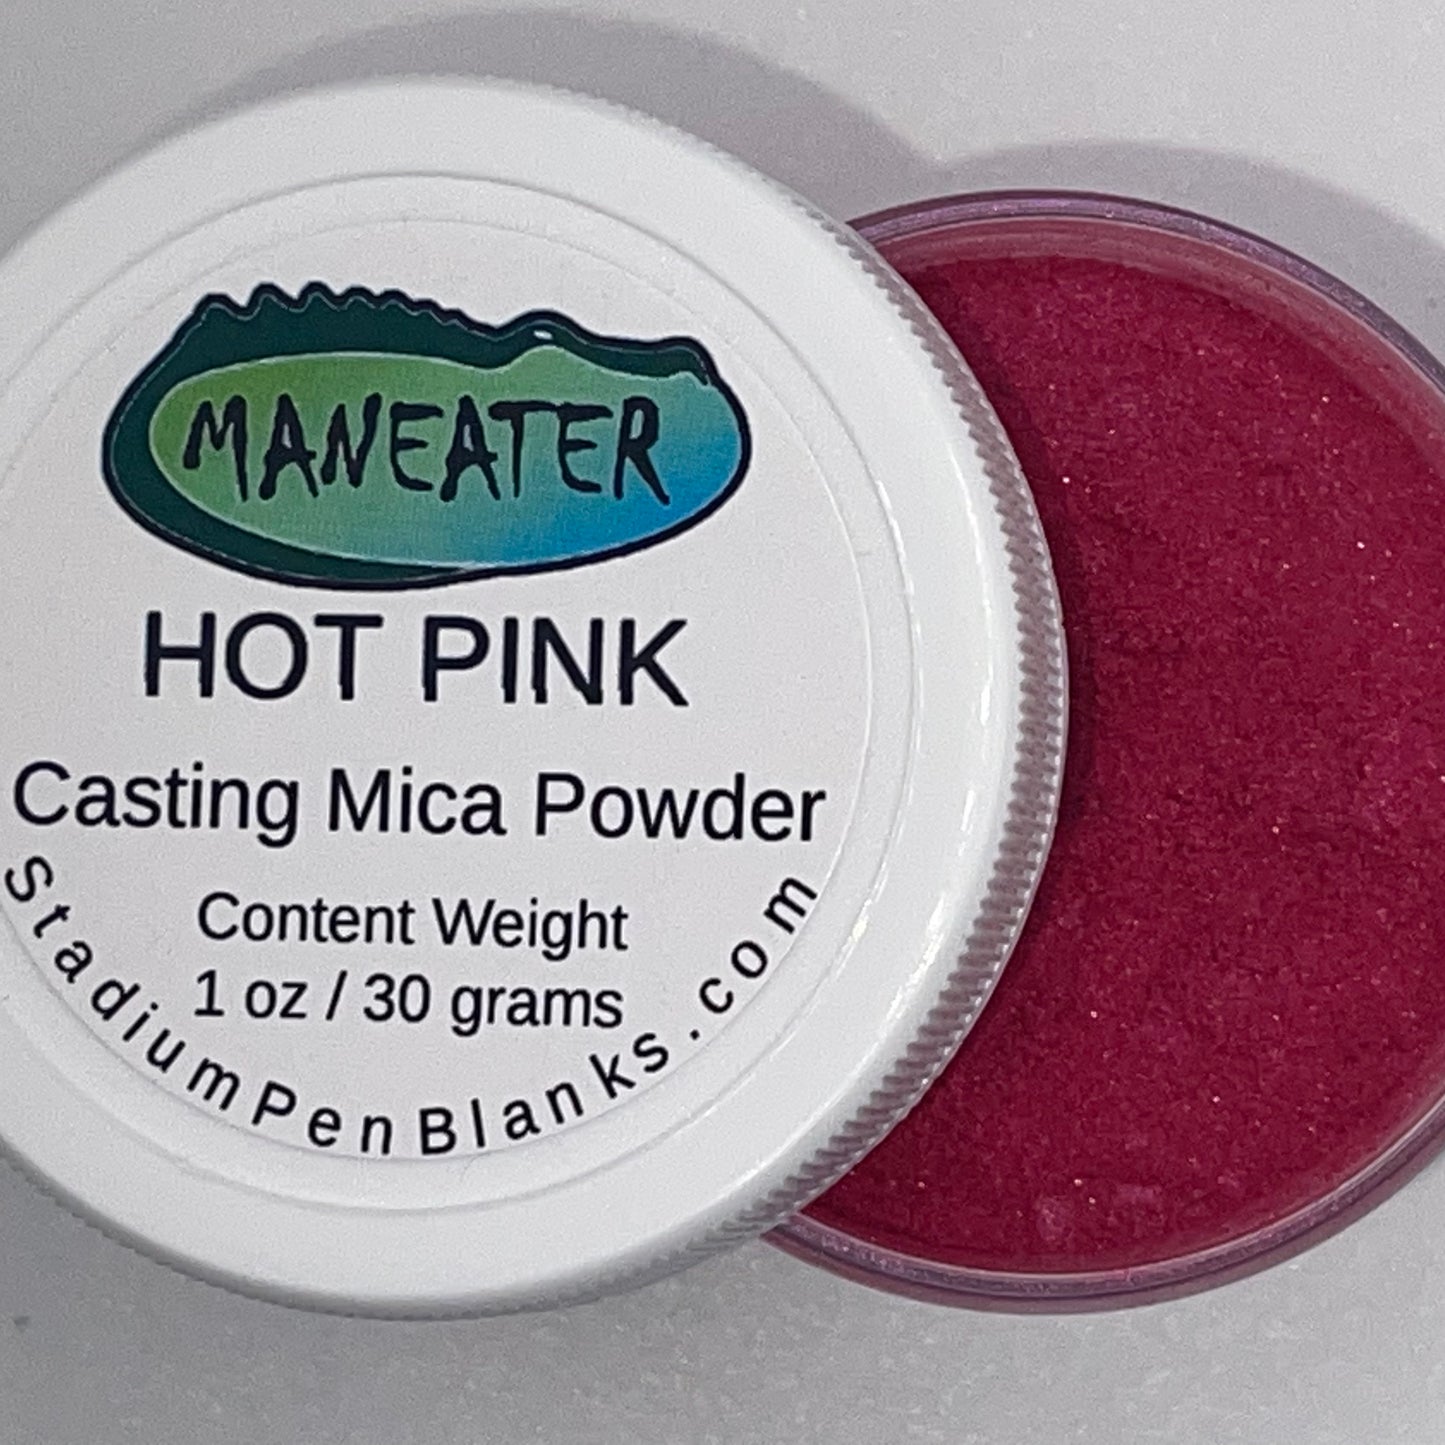 MANEATER
HOT PINK
Casting Mica Powder
Content Weight
1 oz / 30 grams
StadiumPenBlanks.com